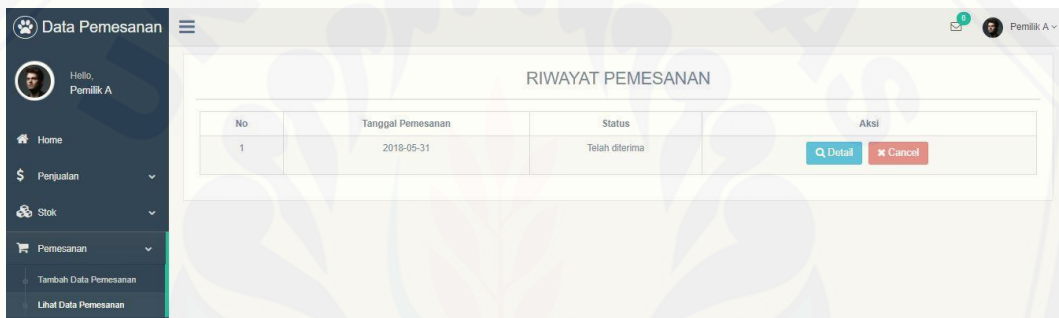 Data Pemesanan
6
Pemilik A
Hello,
Pemilik A
Home
Penjualan
Stok
Pemesanan
Tambah Data Pemesanan
Lihat Data Pemesanan
RIWAYAT PEMESANAN
No Tanggal Pemesanan Status Aksi
1 2018-05-31 Telah diterima Detail Cancel